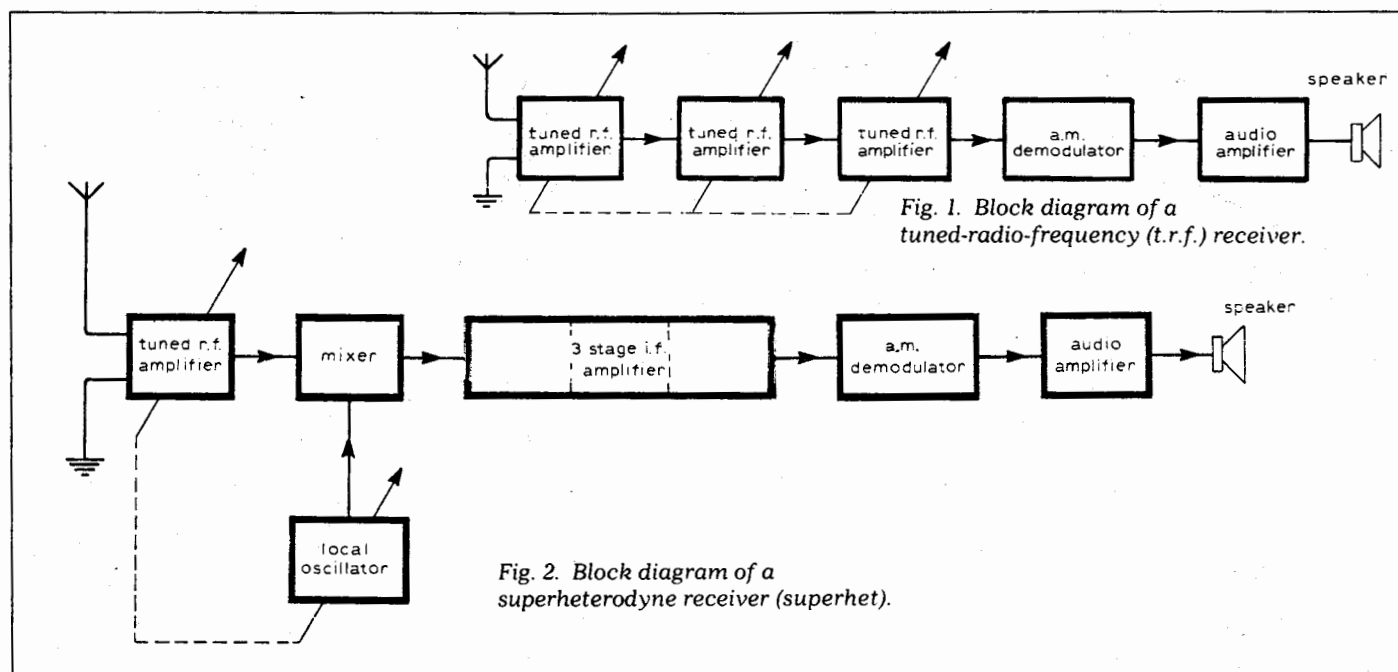 speaker
tuned r.f.
amplifier
tuned r.f.
amplifier
tuned r.f.
amplifier
a.m.
demodulator
audio
amplifier
Fig. 1. Block diagram of a
tuned-radio-frequency (t.r.f.) receiver.
speaker
tuned r.f.
amplifier
mixer
3 stage i.f.
amplifier
a.m.
demodulator
audio
amplifier
local
oscillator
Fig. 2. Block diagram of a
superheterodyne receiver (superhet).